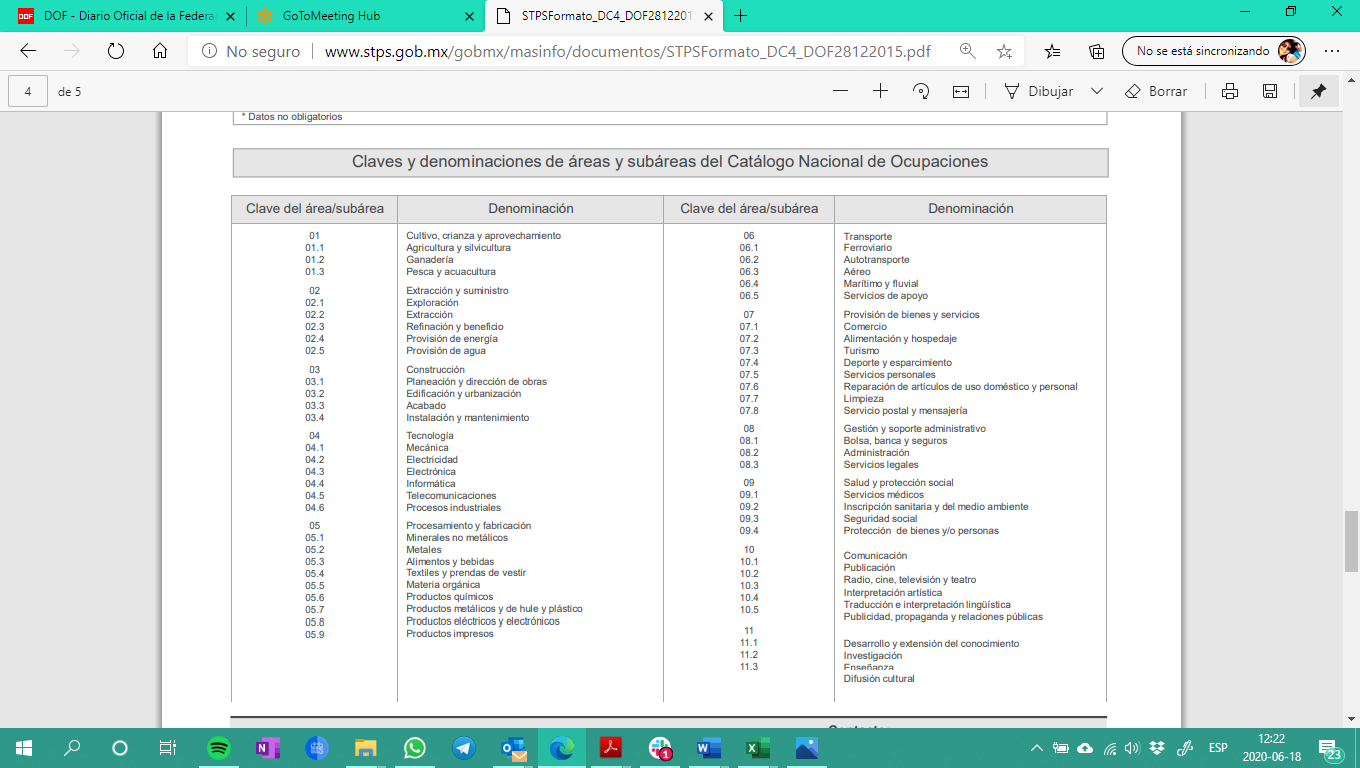 DOF - Diario Oficial de la Federa
GoToMeeting Hub
STPSFormato_DC4_DOF2812201
No seguro
www.stps.gob.mx/gobmx/masinfo/documentos/STPSFormato_DC4_DOF28122015.pdf
No se está sincronizando
4 de 5
Dibujar
Borrar
* Datos no obligatorios
Claves y denominaciones de áreas y subáreas del Catálogo Nacional de Ocupaciones
Clave del área/subárea Denominación Clave del área/subárea Denominación
01 Cultivo, crianza y aprovechamiento
01.1 Agricultura y silvicultura
01.2 Ganadería
01.3 Pesca y acuacultura
02 Extracción y suministro
02.1 Exploración
02.2 Extracción
02.3 Refinación y beneficio
02.4 Provisión de energía
02.5 Provisión de agua
03 Construcción
03.1 Planeación y dirección de obras
03.2 Edificación y urbanización
03.3 Acabado
03.4 Instalación y mantenimiento
04 Tecnología
04.1 Mecánica
04.2 Electricidad
04.3 Electrónica
04.4 Informática
04.5 Telecomunicaciones
04.6 Procesos industriales
05 Procesamiento y fabricación
05.1 Minerales no metálicos
05.2 Metales
05.3 Alimentos y bebidas
05.4 Textiles y prendas de vestir
05.5 Materia orgánica
05.6 Productos químicos
05.7 Productos metálicos y de hule y plástico
05.8 Productos eléctricos y electrónicos
05.9 Productos impresos
06 Transporte
06.1 Ferroviario
06.2 Autotransporte
06.3 Aéreo
06.4 Marítimo y fluvial
06.5 Servicios de apoyo
07 Provisión de bienes y servicios
07.1 Comercio
07.2 Alimentación y hospedaje
07.3 Turismo
07.4 Deporte y esparcimiento
07.5 Servicios personales
07.6 Reparación de artículos de uso doméstico y personal
07.7 Limpieza
07.8 Servicio postal y mensajería
08 Gestión y soporte administrativo
08.1 Bolsa, banca y seguros
08.2 Administración
08.3 Servicios legales
09 Salud y protección social
09.1 Servicios médicos
09.2 Inscripción sanitaria y del medio ambiente
09.3 Seguridad social
09.4 Protección de bienes y/o personas
10 Comunicación
10.1 Publicación
10.2 Radio, cine, televisión y teatro
10.3 Interpretación artística
10.4 Traducción e interpretación lingüística
10.5 Publicidad, propaganda y relaciones públicas
11 Desarrollo y extensión del conocimiento
11.1 Investigación
11.2 Enseñanza
11.3 Difusión cultural
ESP
12:22
2020-06-18
23
1